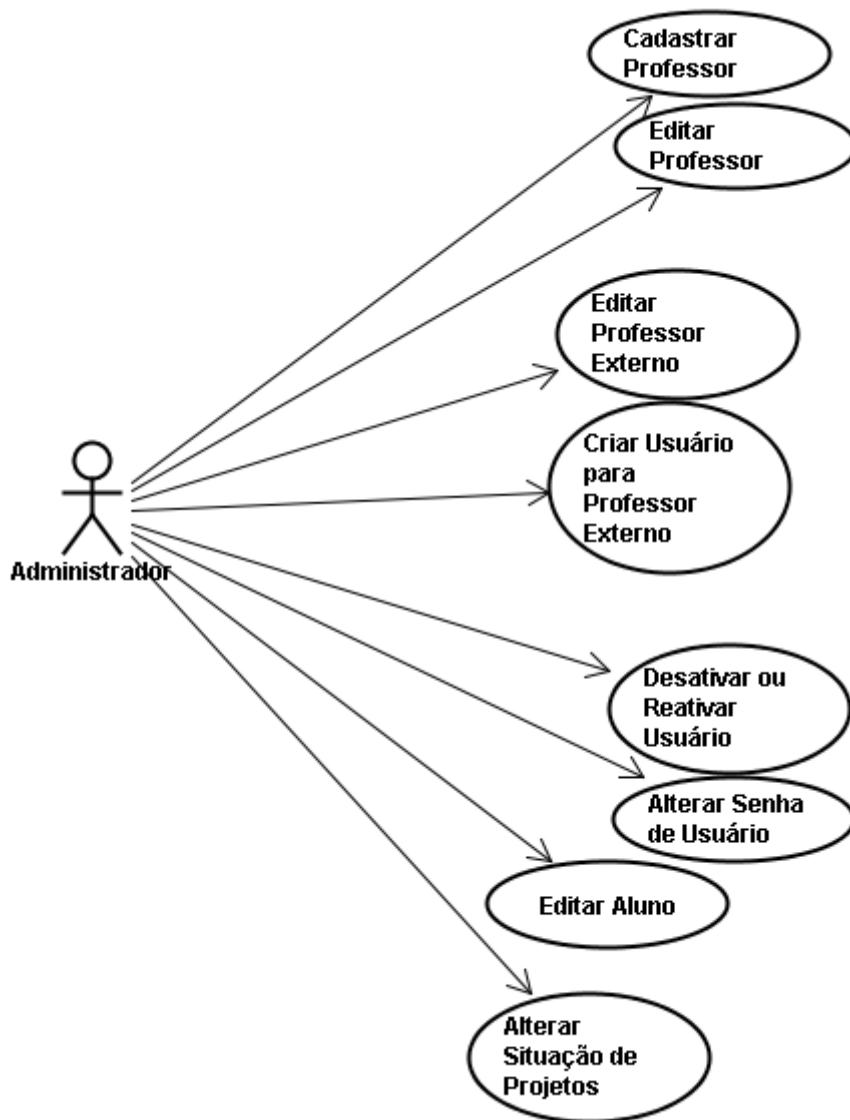 Cadastrar
Professor
Editar
Professor
Editar
Professor
Externo
Criar Usuário
para
Professor
Externo
Administrador
Desativar ou
Reativar
Usuário
Alterar Senha
de Usuário
Editar Aluno
Alterar
Situação de
Projetos